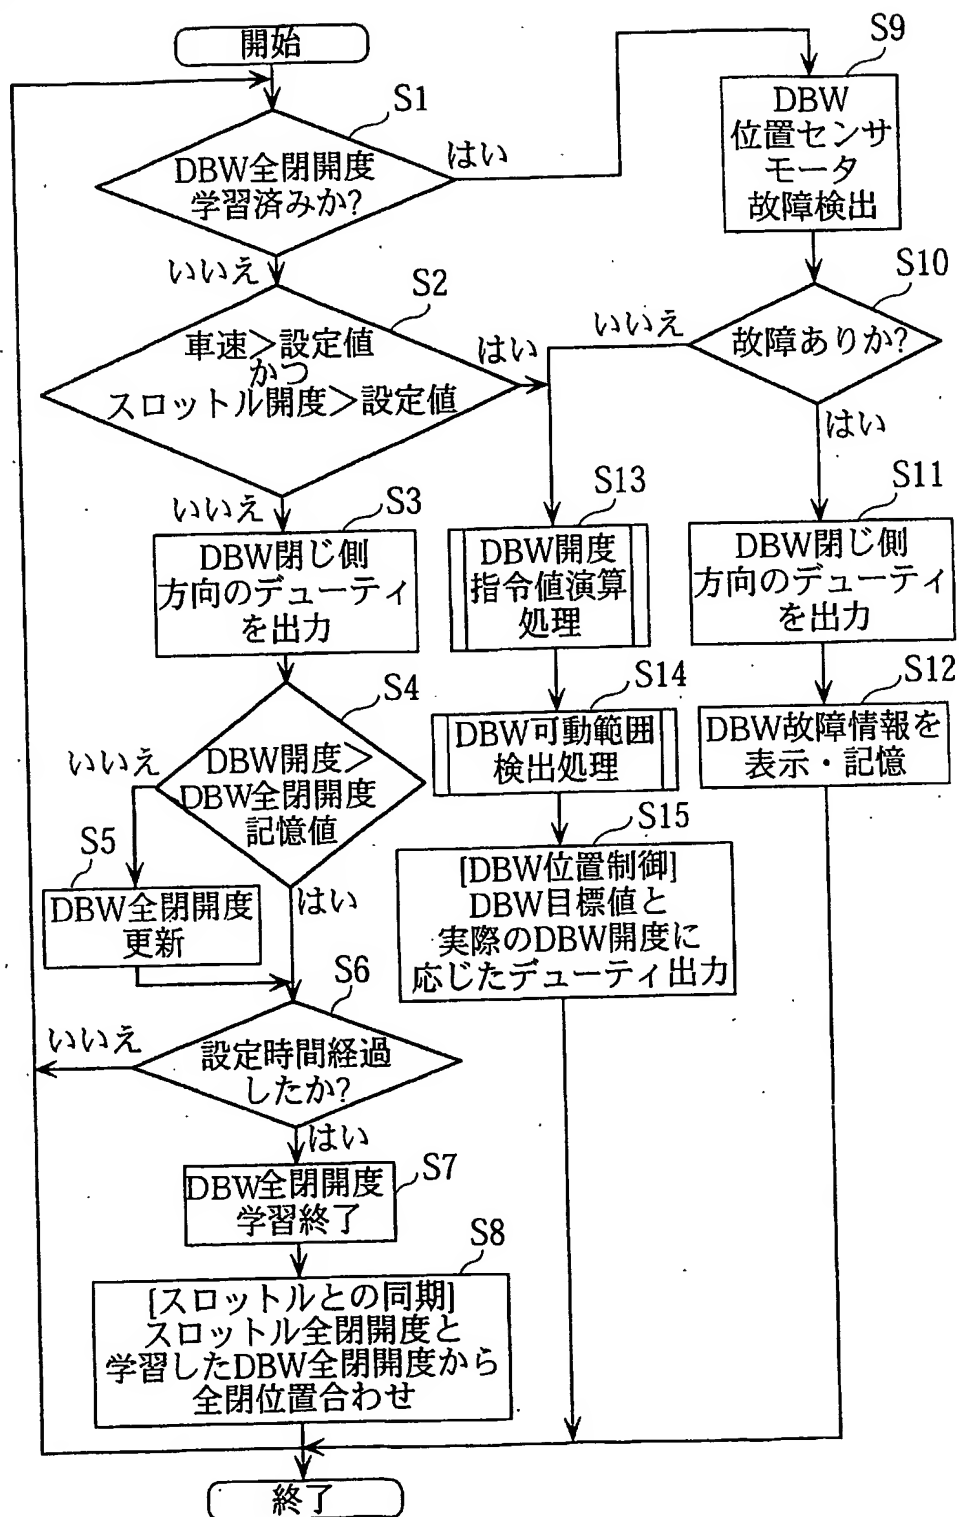 開始
S1
DBW全閉開度
学習済みか?
はい
いいえ
S2
車速>設定値
かつ
スロットル開度>設定値
はい
いいえ
S3
DBW閉じ側
方向のデューティ
を出力
S4
DBW開度>
DBW全閉開度
記憶値
いいえ
はい
S5
DBW全閉開度
更新
S6
設定時間経過
したか?
いいえ
はい
S7
DBW全閉開度
学習終了
S8
[スロットルとの同期]
スロットル全閉開度と
学習したDBW全閉開度から
全閉位置合わせ
終了
S9
DBW
位置センサ
モータ
故障検出
S10
故障ありか?
いいえ
はい
S11
DBW閉じ側
方向のデューティ
を出力
S12
DBW故障情報を
表示・記憶
S13
DBW開度
指令値演算
処理
S14
DBW可動範囲
検出処理
S15
[DBW位置制御]
DBW目標値と
実際のDBW開度に
応じたデューティ出力